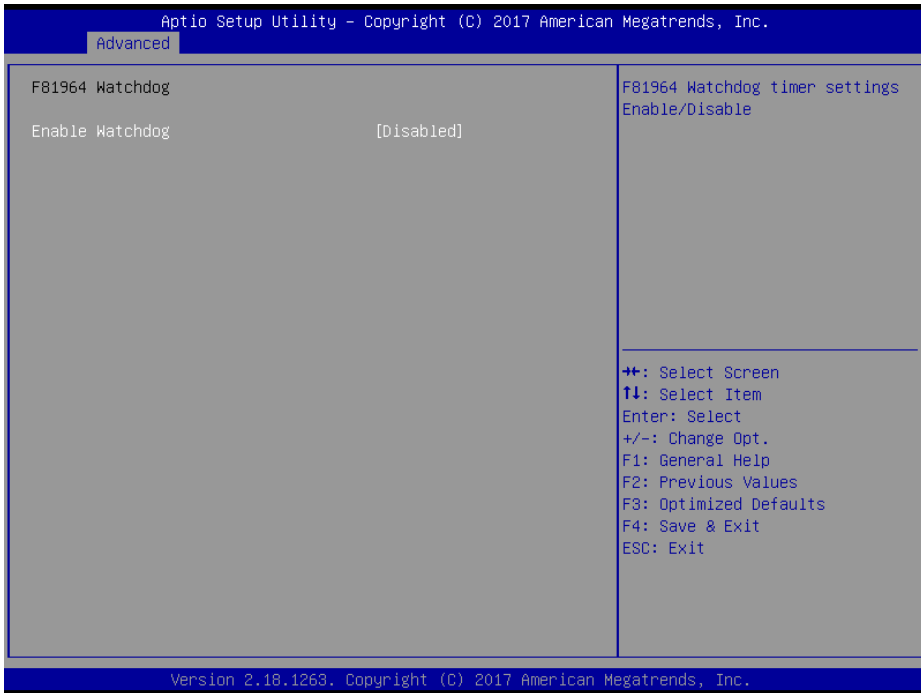 Aptio Setup Utility – Copyright (C) 2017 American Megatrends, Inc.
Advanced
F81964 Watchdog
Enable Watchdog [Disabled]
F81964 Watchdog timer settings
Enable/Disable
→←: Select Screen
↑↓: Select Item
Enter: Select
+/-: Change Opt.
F1: General Help
F2: Previous Values
F3: Optimized Defaults
F4: Save & Exit
ESC: Exit
Version 2.18.1263. Copyright (C) 2017 American Megatrends, Inc.